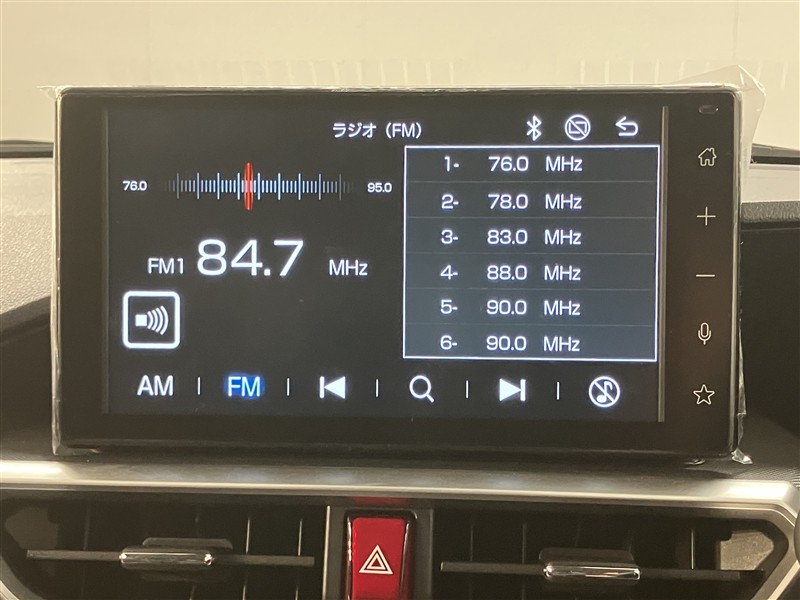 ラジオ（FM）
76.0 95.0
FM1 84.7 MHz
1- 76.0 MHz
2- 78.0 MHz
3- 83.0 MHz
4- 88.0 MHz
5- 90.0 MHz
6- 90.0 MHz
AM FM